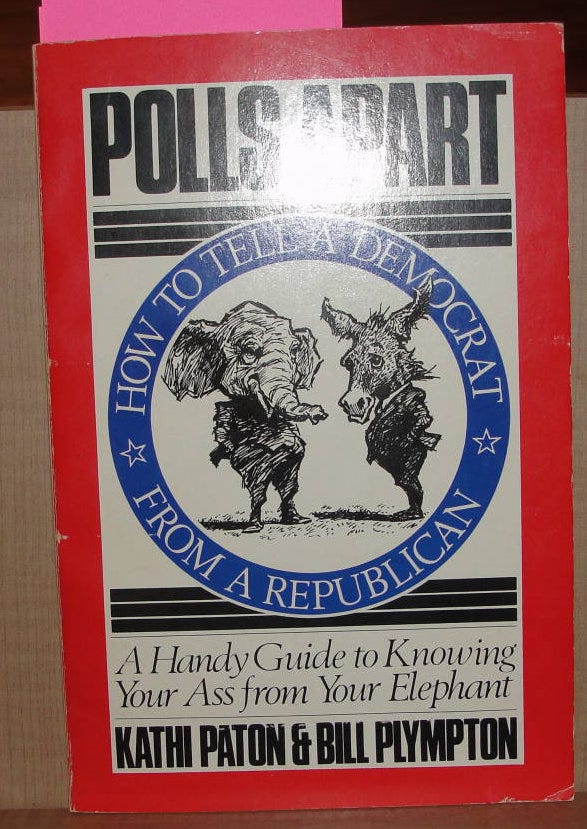 POLLS APART
HOW TO TELL A DEMOCRAT
FROM A REPUBLICAN
A Handy Guide to Knowing
Your Ass from Your Elephant
KATHI PATON & BILL PLYMPTON